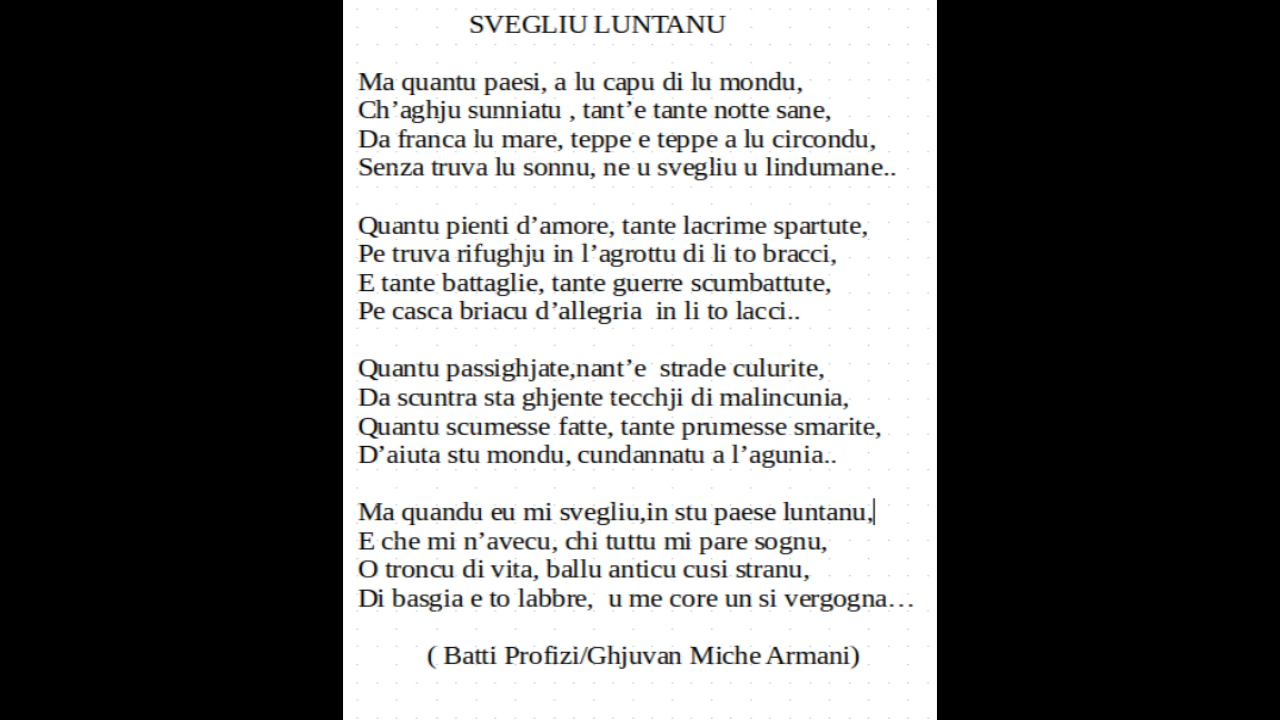 SVEGLIU LUNTANU
Ma quantu paesi, a lu capu di lu mondu,
Ch’aghju sunniatu , tant’e tante notte sane,
Da franca lu mare, teppe e teppe a lu circondu,
Senza truva lu sonnu, ne u svegliu u lindumane..
Quantu pienti d’amore, tante lacrime spartute,
Pe truva rifughju in l’agrottu di li to bracci,
E tante battaglie, tante guerre scumbattute,
Pe casca briacu d’allegria  in li to lacci..
Quantu passighjate,nant’e  strade culurite,
Da scuntra sta ghjente tecchji di malincunia,
Quantu scumesse fatte, tante prumesse smarite,
D’aiuta stu mondu, cundannatu a l’agunia..
Ma quandu eu mi svegliu,in stu paese luntanu,
E che mi n’avecu, chi tuttu mi pare sognu,
O troncu di vita, ballu anticu cusi stranu,
Di basgia e to labbre,  u me core un si vergogna…
( Batti Profizi/Ghjuvan Miche Armani)